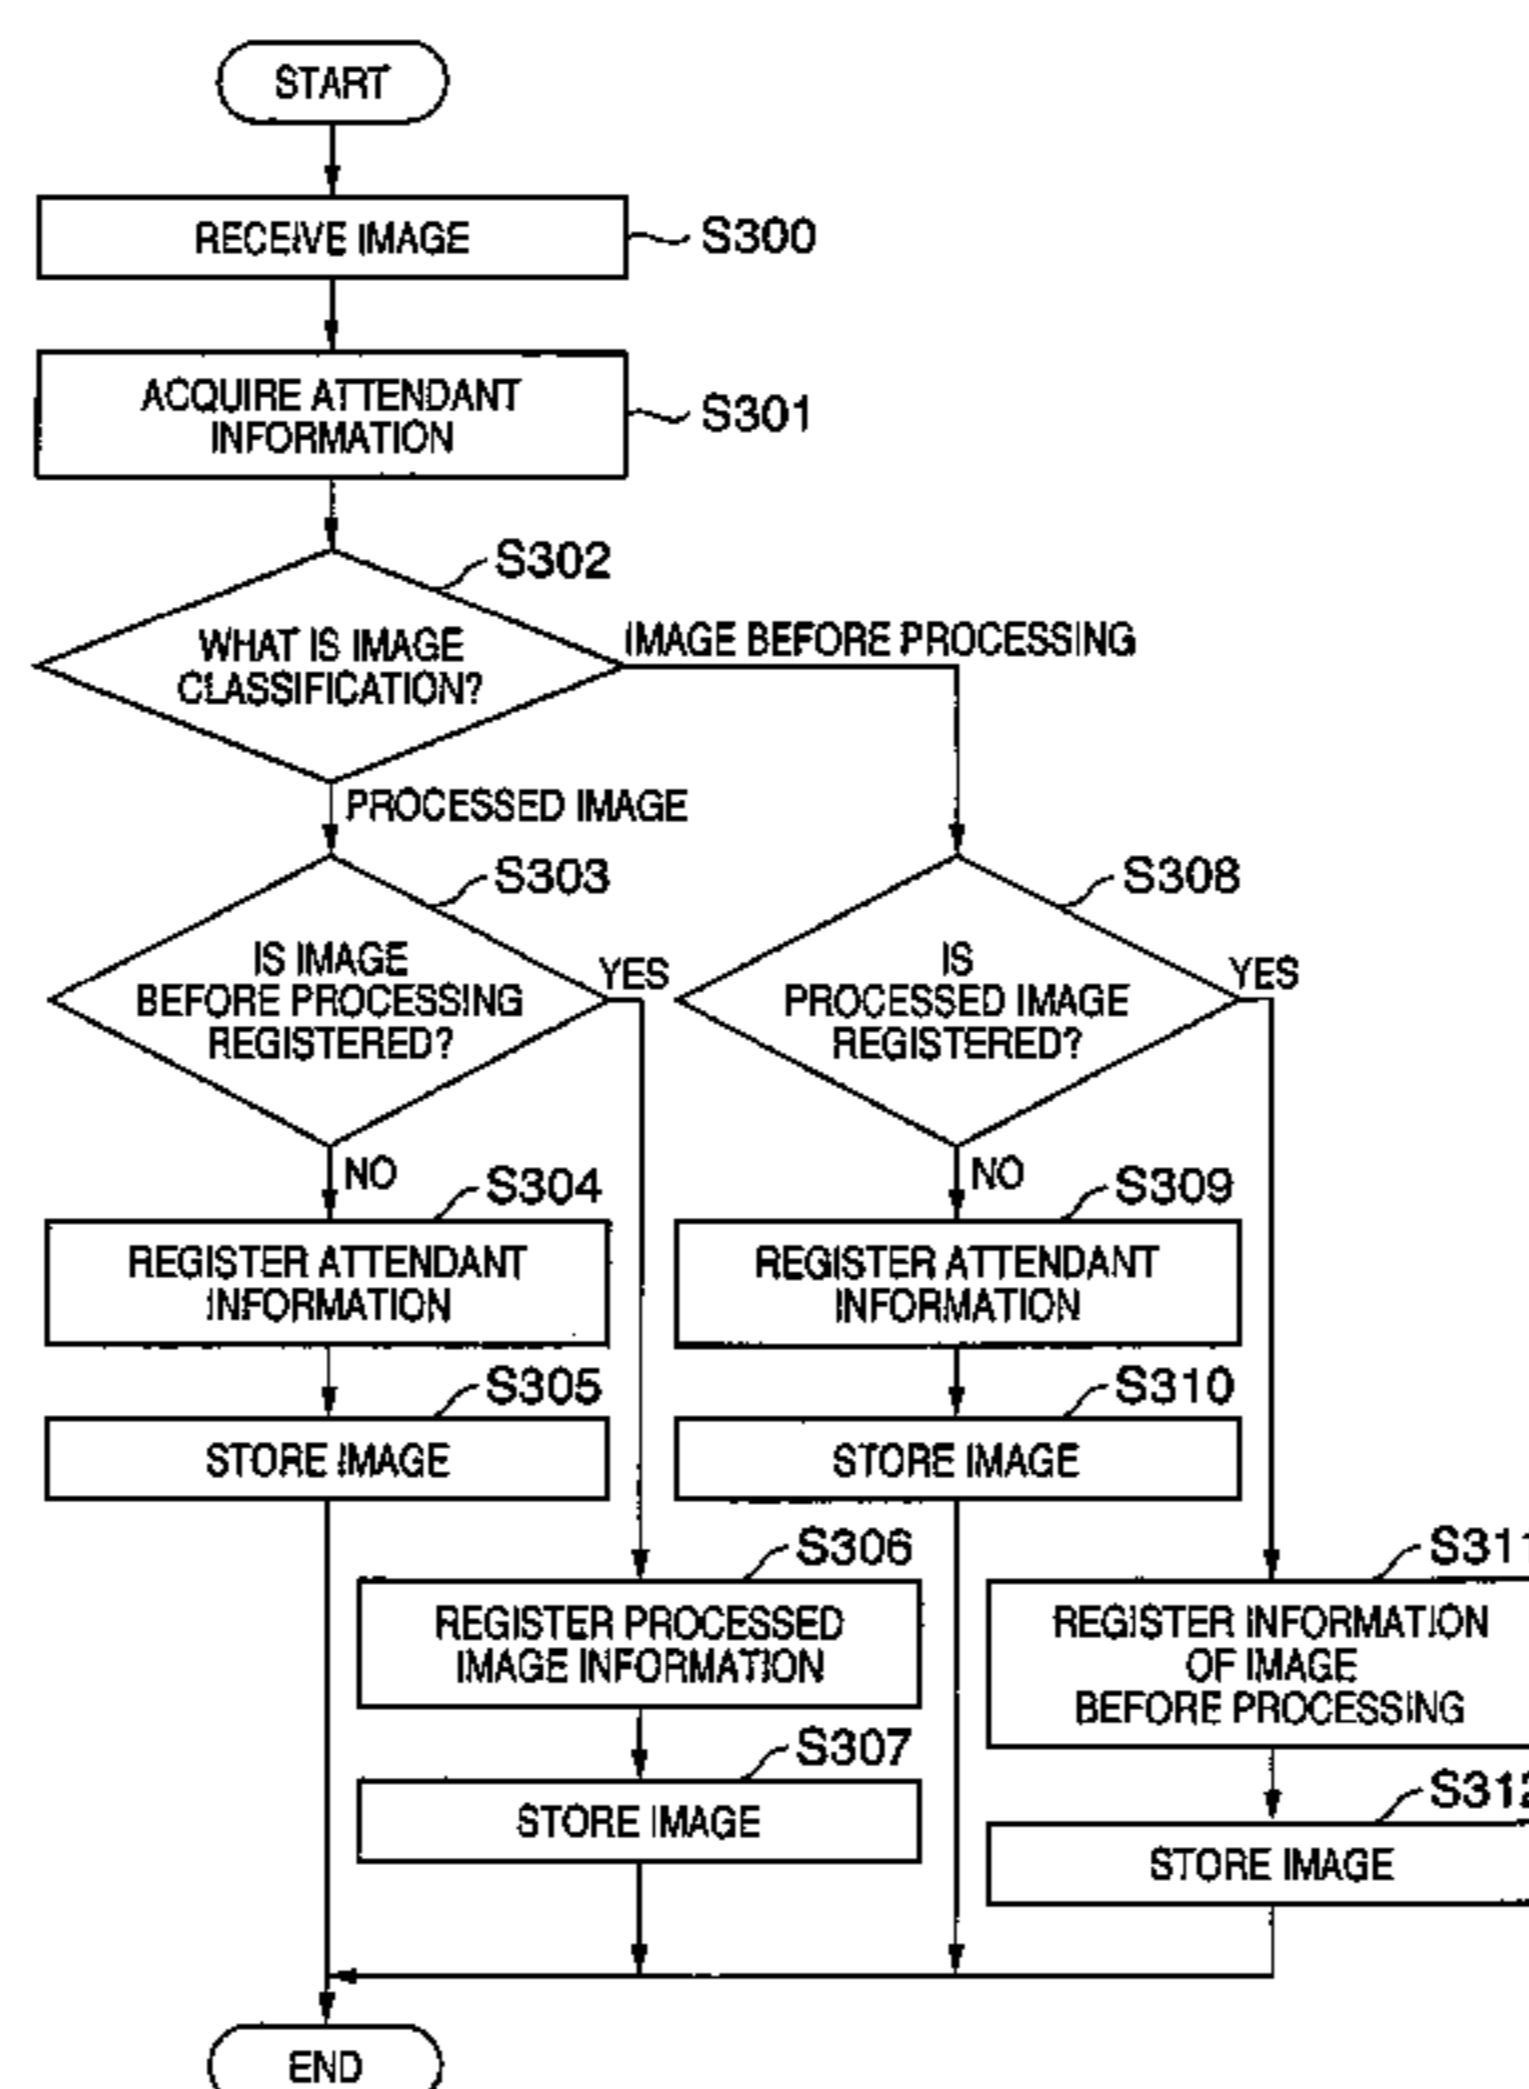 START
RECEIVE IMAGE
S300
ACQUIRE ATTENDANT
INFORMATION
S301
S302
WHAT IS IMAGE
CLASSIFICATION?
IMAGE BEFORE PROCESSING
PROCESSED IMAGE
S303
IS IMAGE
BEFORE PROCESSING
REGISTERED?
YES
S308
IS
PROCESSED IMAGE
REGISTERED?
YES
NO
S304
REGISTER ATTENDANT
INFORMATION
NO
S309
REGISTER ATTENDANT
INFORMATION
S305
STORE IMAGE
S310
STORE IMAGE
S306
REGISTER PROCESSED
IMAGE INFORMATION
S311
REGISTER INFORMATION
OF IMAGE
BEFORE PROCESSING
S307
STORE IMAGE
S312
STORE IMAGE
END